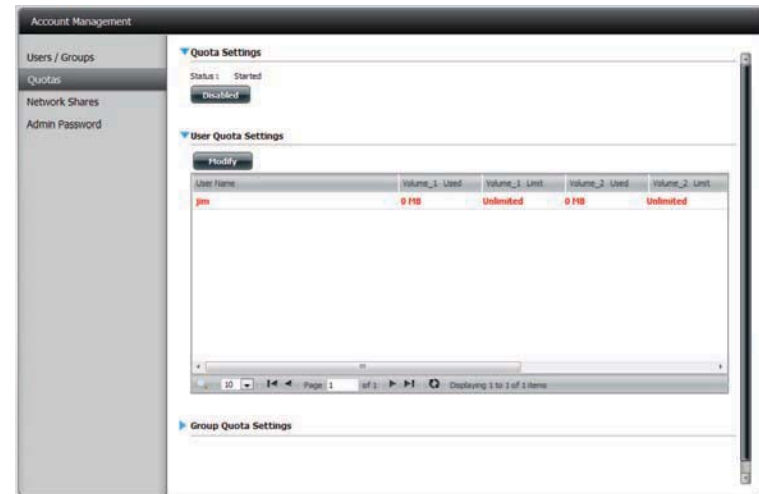 Account Management
Users / Groups
Quotas
Network Shares
Admin Password
Quota Settings
Status : Started
Disabled
User Quota Settings
Modify
User Name Volume_1 Used Volume_1 Limit Volume_2 Used Volume_2 Limit
jim 0 MB Unlimited 0 MB Unlimited
10 Page 1 of 1 Displaying 1 to 1 of 1 items
Group Quota Settings